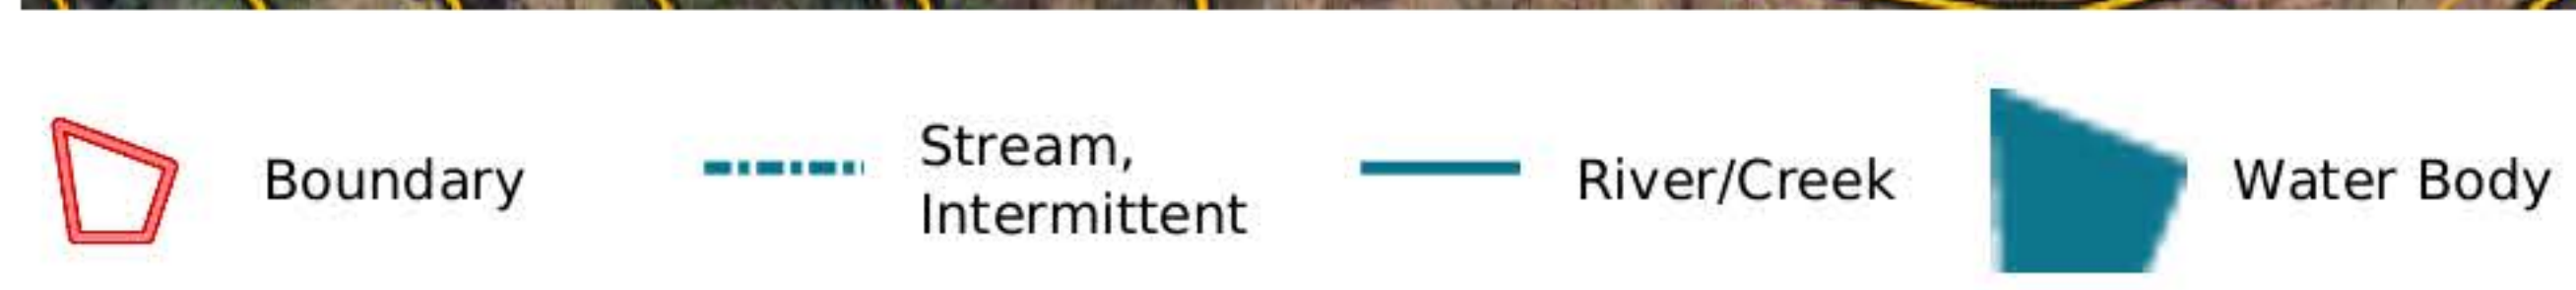 Boundary
Stream,
Intermittent
River/Creek
Water Body